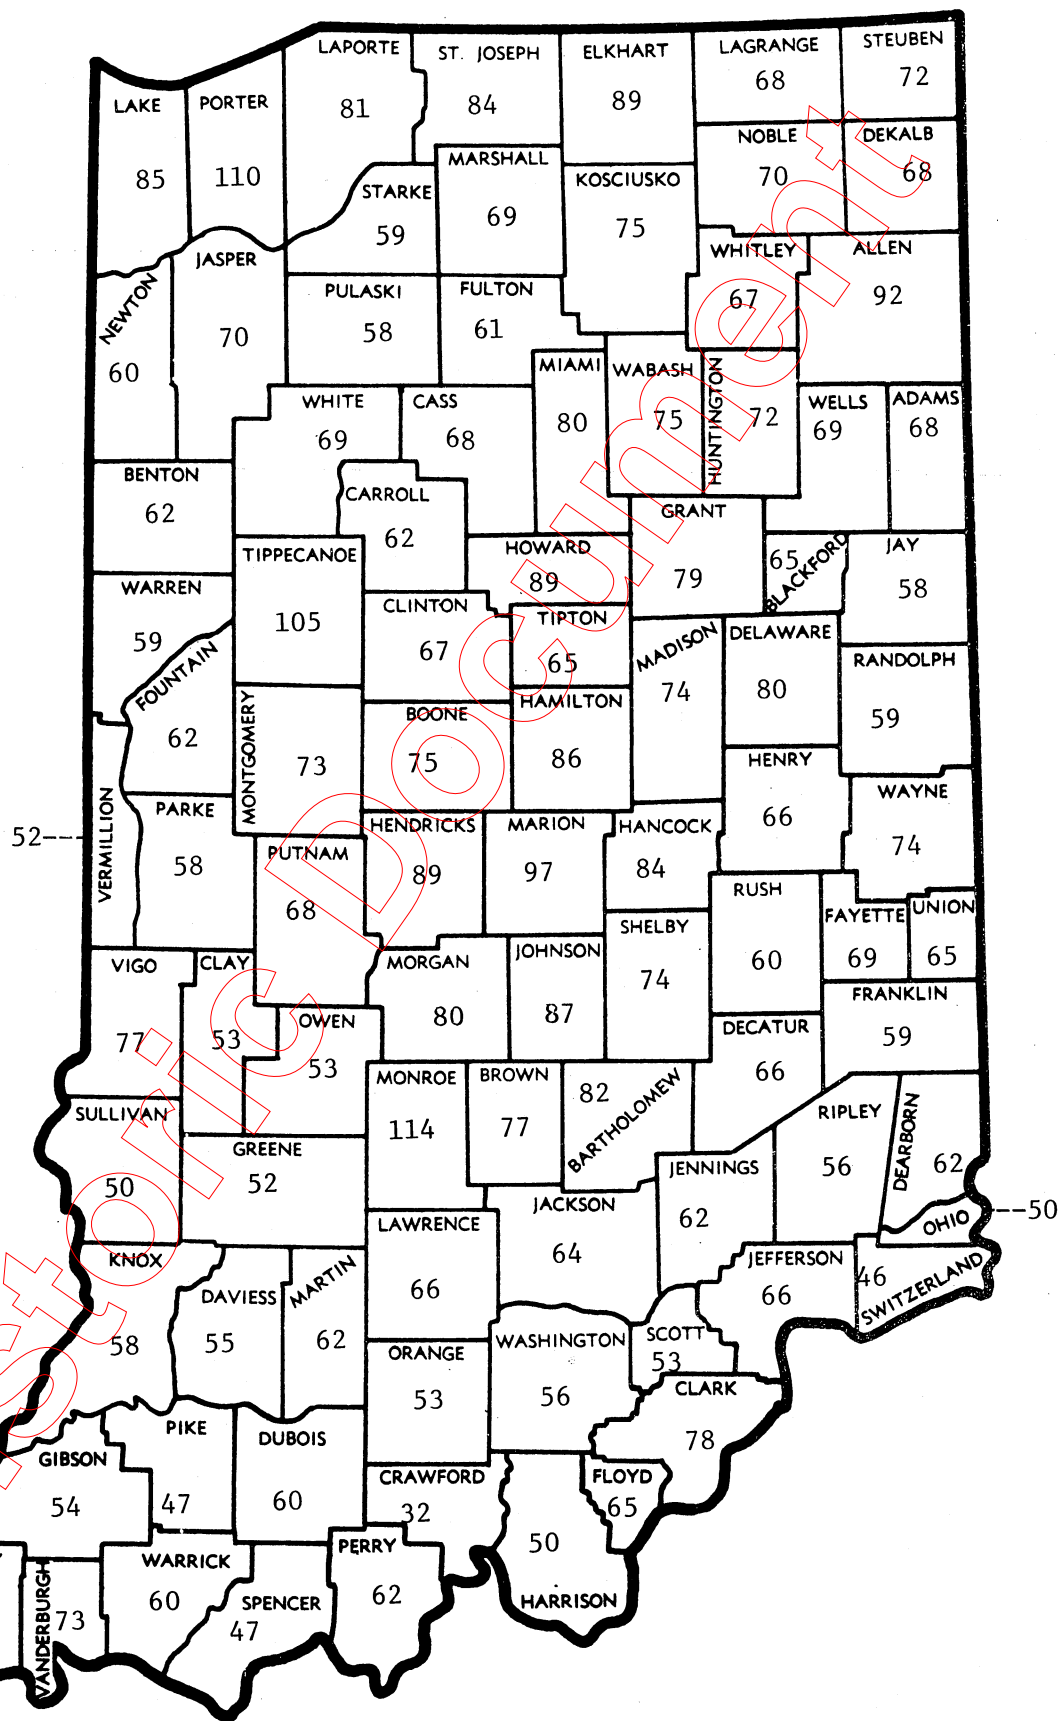 LAPORTE
81
ST. JOSEPH
84
ELKHART
89
LAGRANGE
68
STEUBEN
72
LAKE
85
PORTER
110
NOBLE
70
DEKALB
68
MARSHALL
69
STARKE
59
KOSCIUSKO
75
WHITLEY
67
ALLEN
92
NEWTON
60
JASPER
70
PULASKI
58
FULTON
61
MIAMI
80
WABASH
75
HUNTINGTON
72
WELLS
69
ADAMS
68
WHITE
69
CASS
68
BENTON
62
CARROLL
62
GRANT
79
HOWARD
89
BLACKFORD
65
JAY
58
TIPPECANOE
105
WARREN
59
CLINTON
67
TIPTON
65
MADISON
74
DELAWARE
80
RANDOLPH
59
FOUNTAIN
62
MONTGOMERY
73
BOONE
75
HAMILTON
86
HENRY
66
WAYNE
74
52---
VERMILLION
PARKE
58
PUTNAM
68
HENDRICKS
89
MARION
97
HANCOCK
84
RUSH
60
FAYETTE
69
UNION
65
SHELBY
74
VIGO
77
CLAY
53
MORGAN
80
JOHNSON
87
FRANKLIN
59
OWEN
53
DECATUR
66
MONROE
114
BROWN
77
BARTHOLOMEW
82
SULLIVAN
50
GREENE
52
RIPLEY
56
DEARBORN
62
JENNINGS
62
JACKSON
64
LAWRENCE
66
OHIO
--50
KNOX
58
DAVIESS
55
MARTIN
62
JEFFERSON
66
SWITZERLAND
46
SCOTT
53
WASHINGTON
56
ORANGE
53
CLARK
78
PIKE
47
DUBOIS
60
GIBSON
54
CRAWFORD
32
FLOYD
65
HARRISON
50
PERRY
62
WARRICK
60
SPENCER
47
VANDERBURGH
73
Document